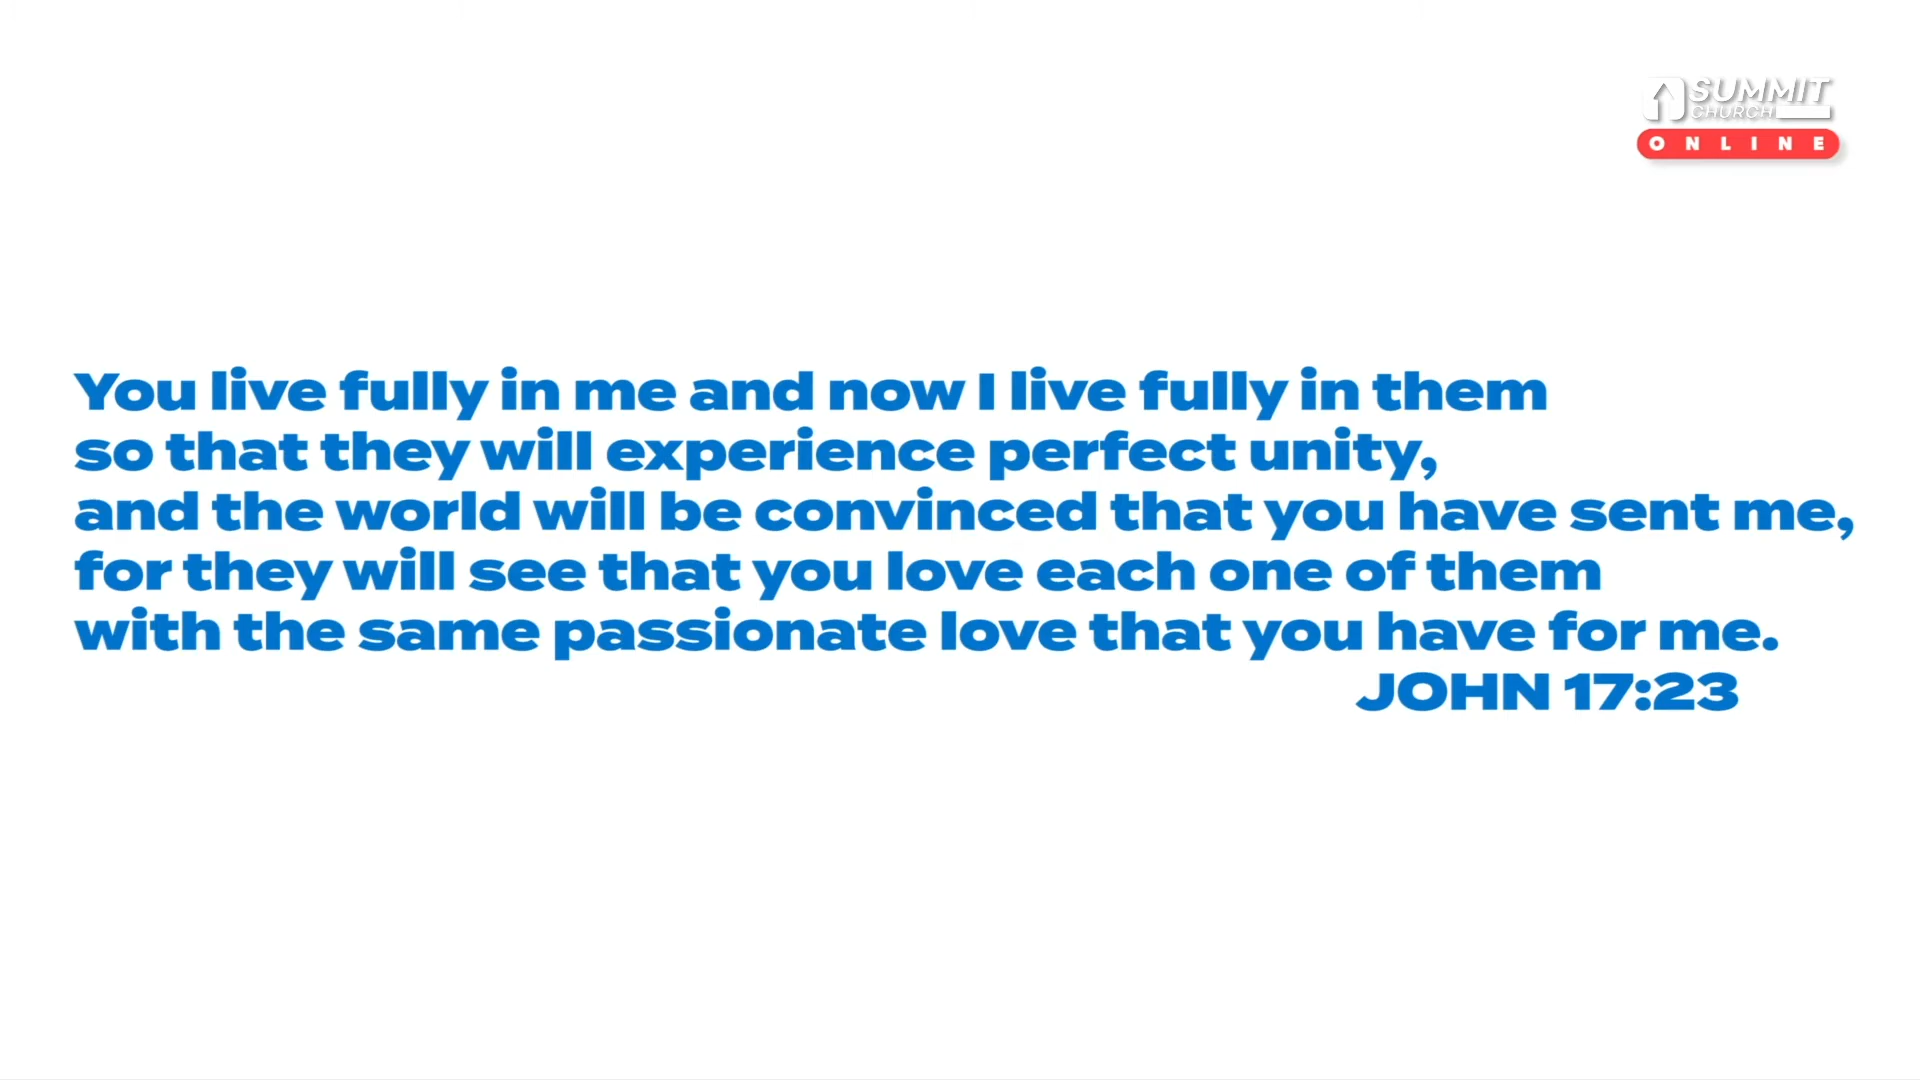 SUMMIT
CHURCH
ONLINE
You live fully in me and now I live fully in them
so that they will experience perfect unity,
and the world will be convinced that you have sent me,
for they will see that you love each one of them
with the same passionate love that you have for me.
JOHN 17:23